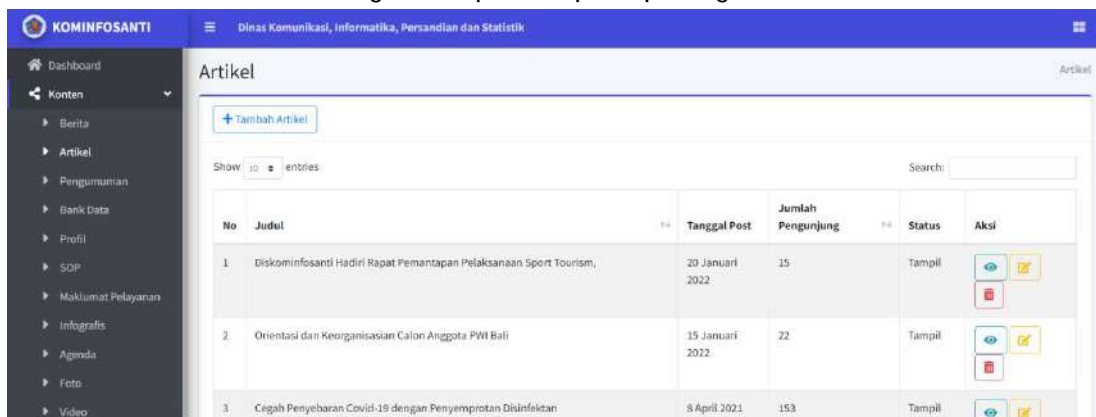 KOMINFOSANTI
Dinas Komunikasi, Informatika, Persandian dan Statistik
Dashboard
Konten
Berita
Artikel
Pengumuman
Bank Data
Profil
SOP
Maklumat Pelayanan
Infografis
Agenda
Foto
Video
Artikel
Artikel
Tambah Artikel
Show 10 entries
Search:
No Judul Tanggal Post Jumlah Pengunjung Status Aksi
1 Diskominfosanti Hadiri Rapat Pemantapan Pelaksanaan Sport Tourism, 20 Januari 2022 15 Tampil
2 Orientasi dan Keorganisasian Calon Anggota PWI Bali 15 Januari 2022 22 Tampil
3 Cegah Penyebaran Covid-19 dengan Penyemprotan Disinfektan 8 April 2021 153 Tampil